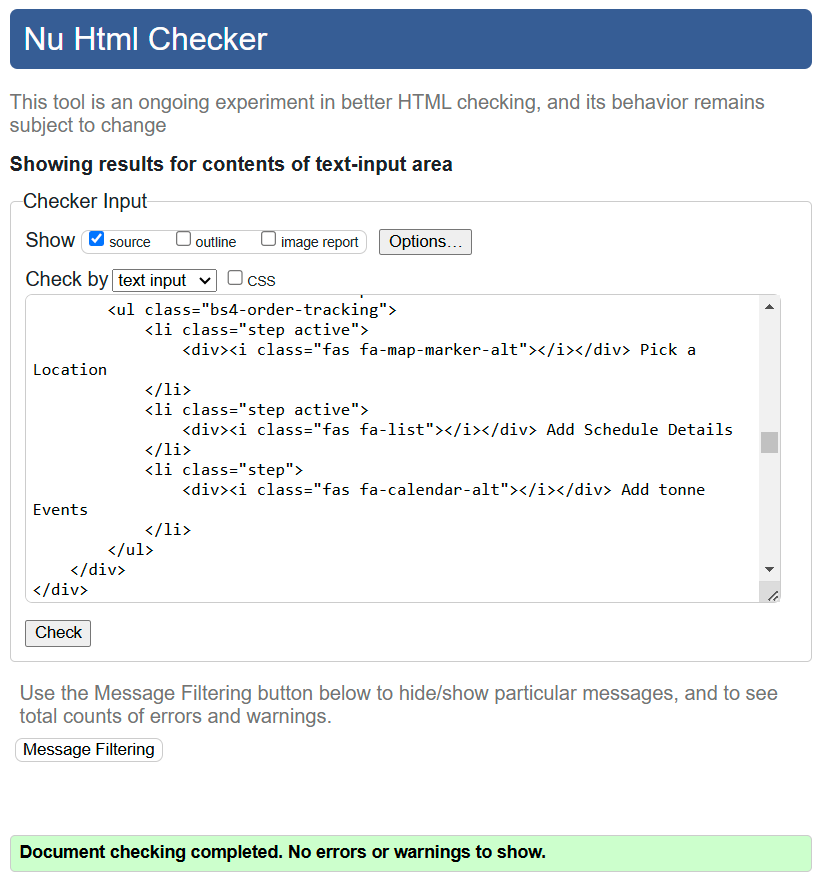 Nu Html Checker
This tool is an ongoing experiment in better HTML checking, and its behavior remains
subject to change
Showing results for contents of text-input area
Checker Input
Show source outline image report Options...
Check by text input CSS
<ul class="bs4-order-tracking">
<li class="step active">
<div><i class="fas fa-map-marker-alt"></i></div> Pick a
Location
</li>
<li class="step active">
<div><i class="fas fa-list"></i></div> Add Schedule Details
</li>
<li class="step">
<div><i class="fas fa-calendar-alt"></i></div> Add tonne
Events
</li>
</ul>
</div>
</div>
Check
Use the Message Filtering button below to hide/show particular messages, and to see
total counts of errors and warnings.
Message Filtering
Document checking completed. No errors or warnings to show.